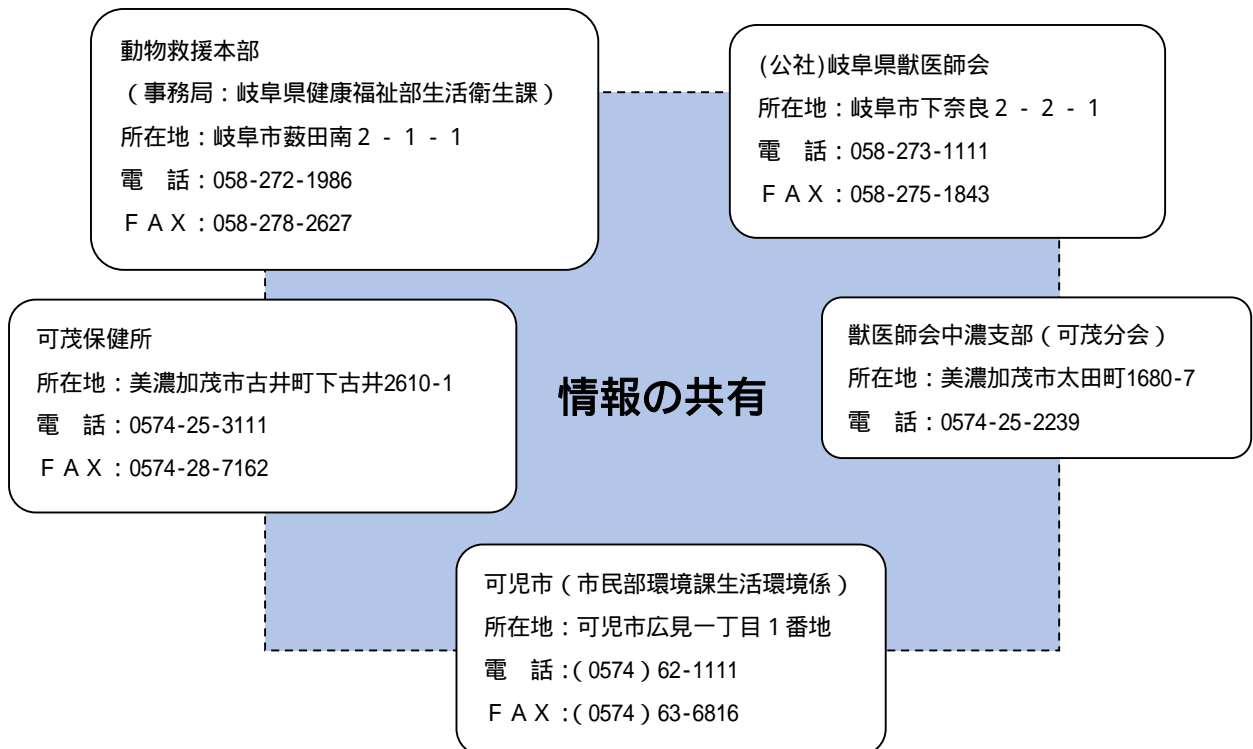 動物救援本部
（事務局：岐阜県健康福祉部生活衛生課）
所在地：岐阜市薮田南２－１－１
電　話：058-272-1986
ＦＡＸ：058-278-2627
(公社)岐阜県獣医師会
所在地：岐阜市下奈良２－２－１
電　話：058-273-1111
ＦＡＸ：058-275-1843
可茂保健所
所在地：美濃加茂市古井町下古井2610-1
電　話：0574-25-3111
ＦＡＸ：0574-28-7162
情報の共有
獣医師会中濃支部（可茂分会）
所在地：美濃加茂市太田町1680-7
電　話：0574-25-2239
可児市（市民部環境課生活環境係）
所在地：可児市広見一丁目１番地
電　話：（0574）62-1111
ＦＡＸ：（0574）63-6816